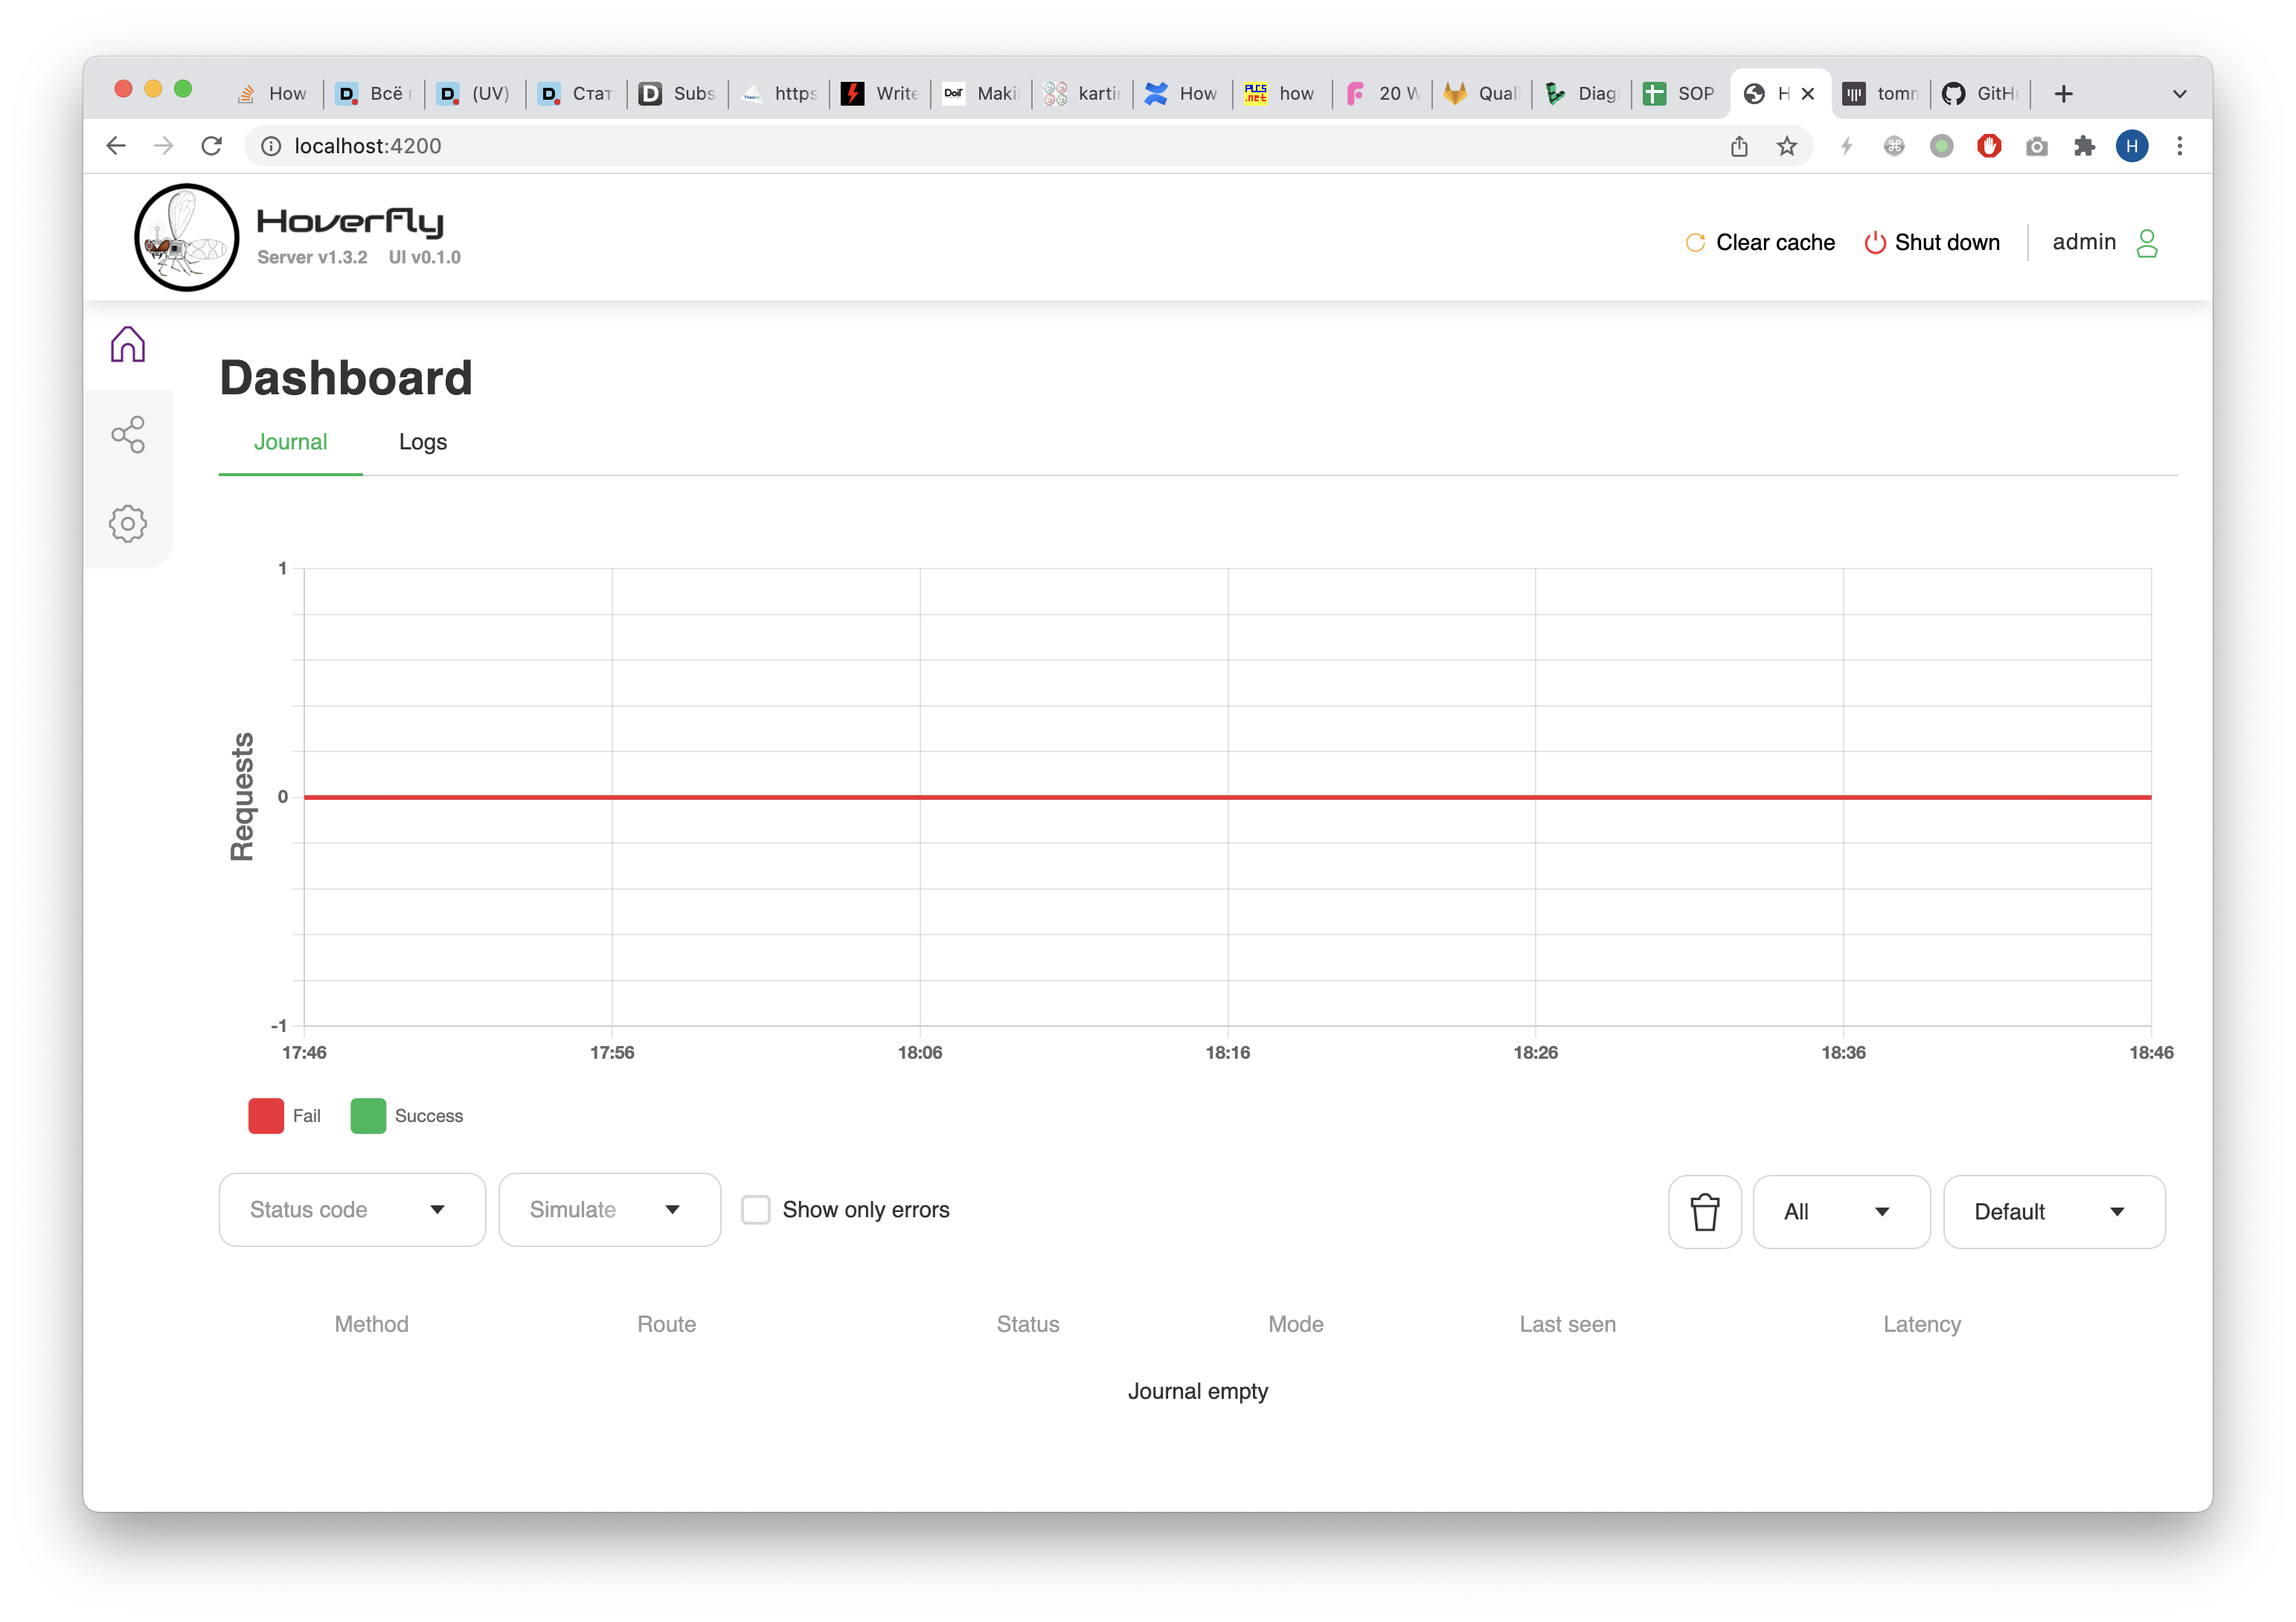 How Всё (UV) Стат Subs https Write Maki karti How how 20 Quali Diag SOP H tomn GitH
localhost:4200
H
Hoverfly
Server v1.3.2 UI v0.1.0
Clear cache Shut down admin
Dashboard
Journal Logs
Requests
1
0
-1
17:46 17:56 18:06 18:16 18:26 18:36 18:46
Fail Success
Status code Simulate Show only errors All Default
Method Route Status Mode Last seen Latency
Journal empty